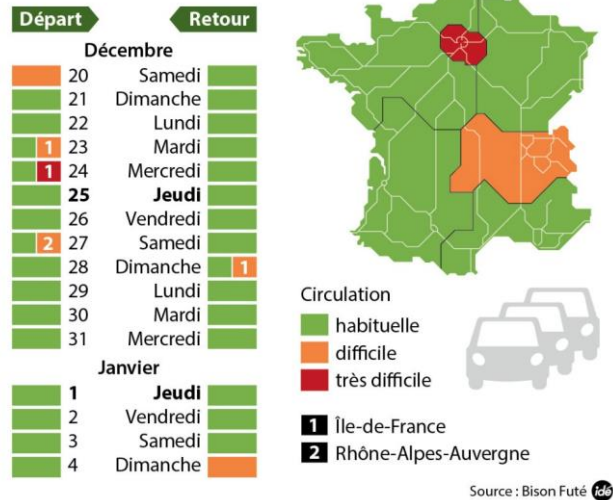 Départ Retour
Décembre
20 Samedi
21 Dimanche
22 Lundi
1 23 Mardi
1 24 Mercredi
25 Jeudi
26 Vendredi
2 27 Samedi
28 Dimanche 1
29 Lundi
30 Mardi
31 Mercredi
Janvier
1 Jeudi
2 Vendredi
3 Samedi
4 Dimanche
Circulation
habituelle
difficile
très difficile
1 Île-de-France
2 Rhône-Alpes-Auvergne
Source : Bison Futé idé